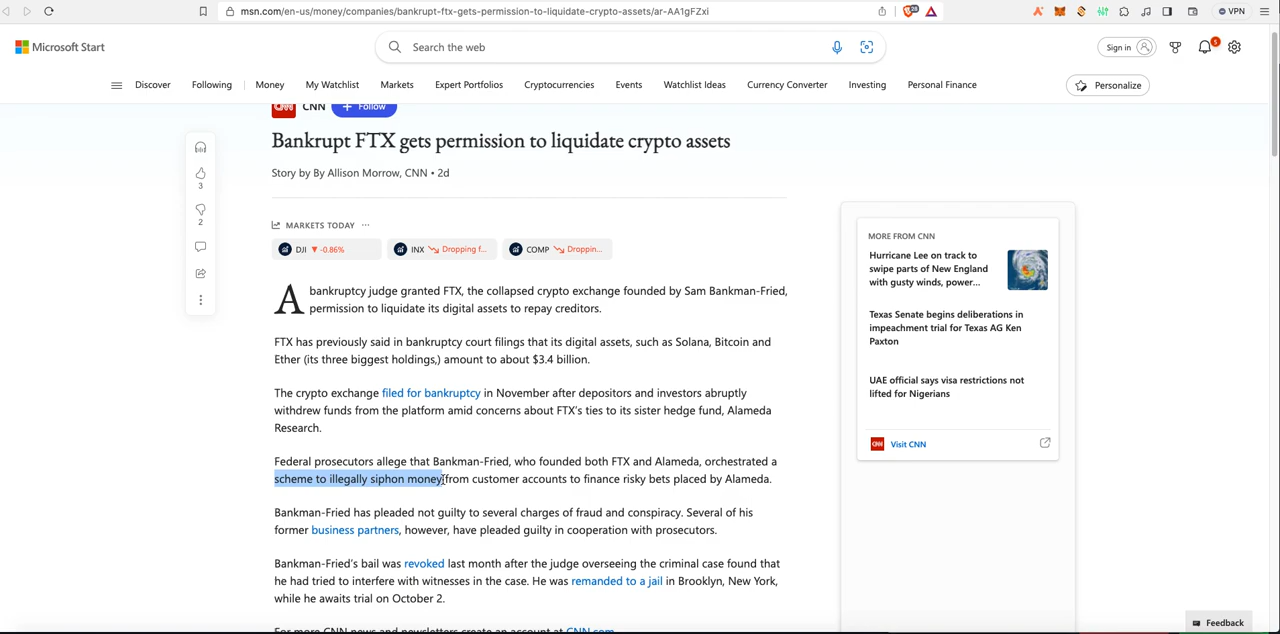 msn.com/en-us/money/companies/bankrupt-ftx-gets-permission-to-liquidate-crypto-assets/ar-AA1gFZxi
VPN
Microsoft Start
Search the web
Sign in
5
Discover
Following
Money
My Watchlist
Markets
Expert Portfolios
Cryptocurrencies
Events
Watchlist Ideas
Currency Converter
Investing
Personal Finance
Personalize
CNN
CNN
+ Follow
Bankrupt FTX gets permission to liquidate crypto assets
Story by By Allison Morrow, CNN • 2d
3
2
MARKETS TODAY ...
DJI ▼ -0.86%
INX Dropping f...
COMP Droppin...
A bankruptcy judge granted FTX, the collapsed crypto exchange founded by Sam Bankman-Fried,
permission to liquidate its digital assets to repay creditors.
FTX has previously said in bankruptcy court filings that its digital assets, such as Solana, Bitcoin and
Ether (its three biggest holdings,) amount to about $3.4 billion.
The crypto exchange filed for bankruptcy in November after depositors and investors abruptly
withdrew funds from the platform amid concerns about FTX's ties to its sister hedge fund, Alameda
Research.
Federal prosecutors allege that Bankman-Fried, who founded both FTX and Alameda, orchestrated a
scheme to illegally siphon money from customer accounts to finance risky bets placed by Alameda.
Bankman-Fried has pleaded not guilty to several charges of fraud and conspiracy. Several of his
former business partners, however, have pleaded guilty in cooperation with prosecutors.
Bankman-Fried's bail was revoked last month after the judge overseeing the criminal case found that
he had tried to interfere with witnesses in the case. He was remanded to a jail in Brooklyn, New York,
while he awaits trial on October 2.
For more CNN news and newsletters create an account at CNN.com
MORE FROM CNN
Hurricane Lee on track to
swipe parts of New England
with gusty winds, power...
Texas Senate begins deliberations in
impeachment trial for Texas AG Ken
Paxton
UAE official says visa restrictions not
lifted for Nigerians
CNN
Visit CNN
Feedback